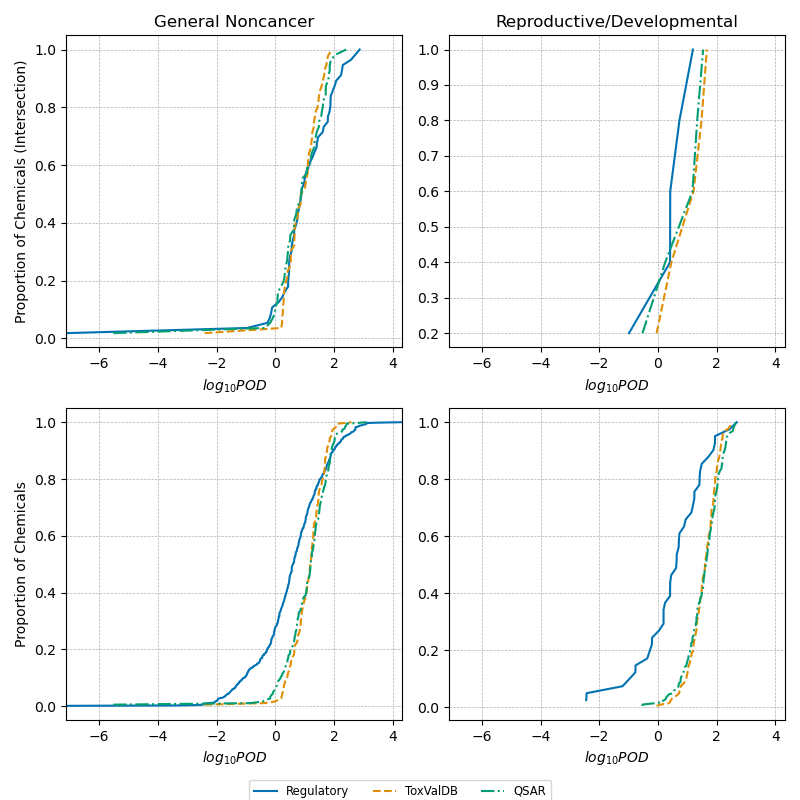 General Noncancer
Reproductive/Developmental
Proportion of Chemicals (Intersection)
1.0
0.8
0.6
0.4
0.2
0.0
−6 −4 −2 0 2 4
log10POD
1.0
0.9
0.8
0.7
0.6
0.5
0.4
0.3
0.2
−6 −4 −2 0 2 4
log10POD
Proportion of Chemicals
1.0
0.8
0.6
0.4
0.2
0.0
−6 −4 −2 0 2 4
log10POD
1.0
0.8
0.6
0.4
0.2
0.0
−6 −4 −2 0 2 4
log10POD
Regulatory ToxValDB QSAR